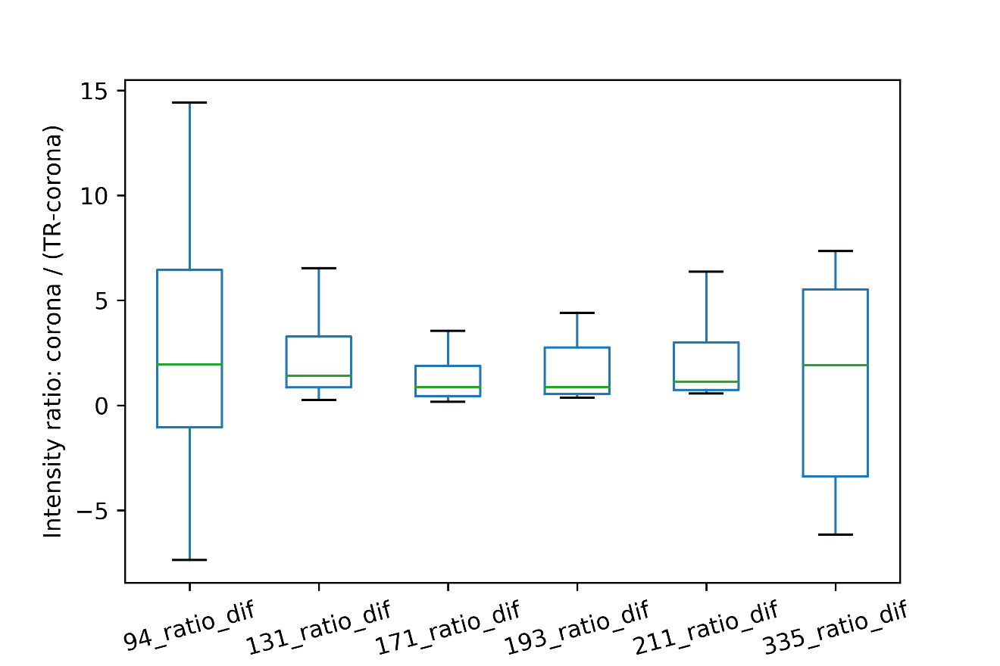 15
10
5
0
−5
Intensity ratio: corona / (TR-corona)
94_ratio_dif
131_ratio_dif
171_ratio_dif
193_ratio_dif
211_ratio_dif
335_ratio_dif